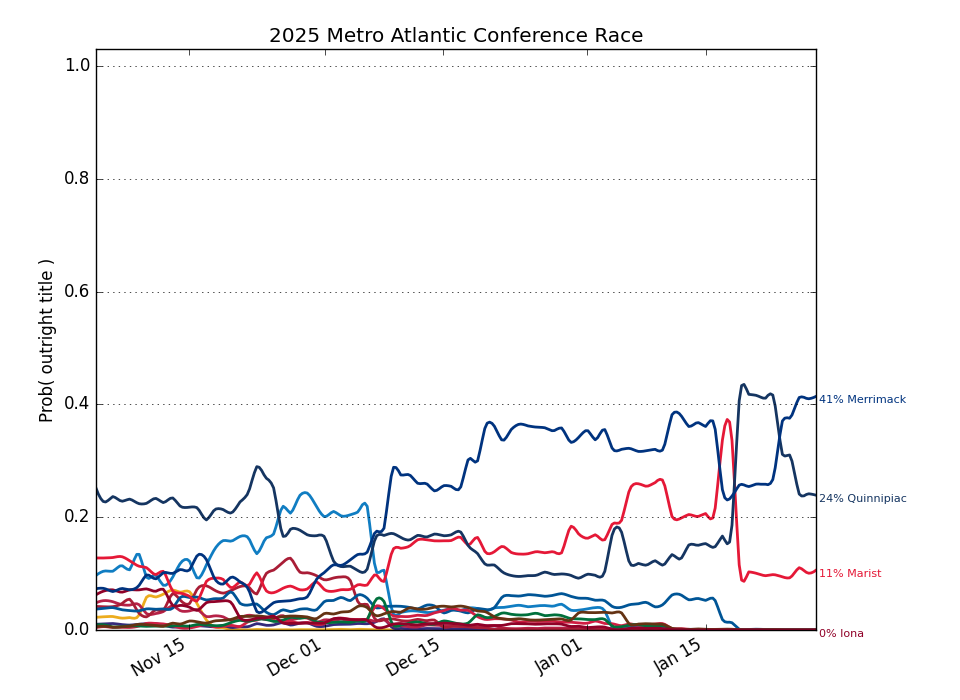 2025 Metro Atlantic Conference Race
Prob( outright title )
1.0
0.8
0.6
0.4
0.2
0.0
Nov 15
Dec 01
Dec 15
Jan 01
Jan 15
41% Merrimack
24% Quinnipiac
11% Marist
0% Iona